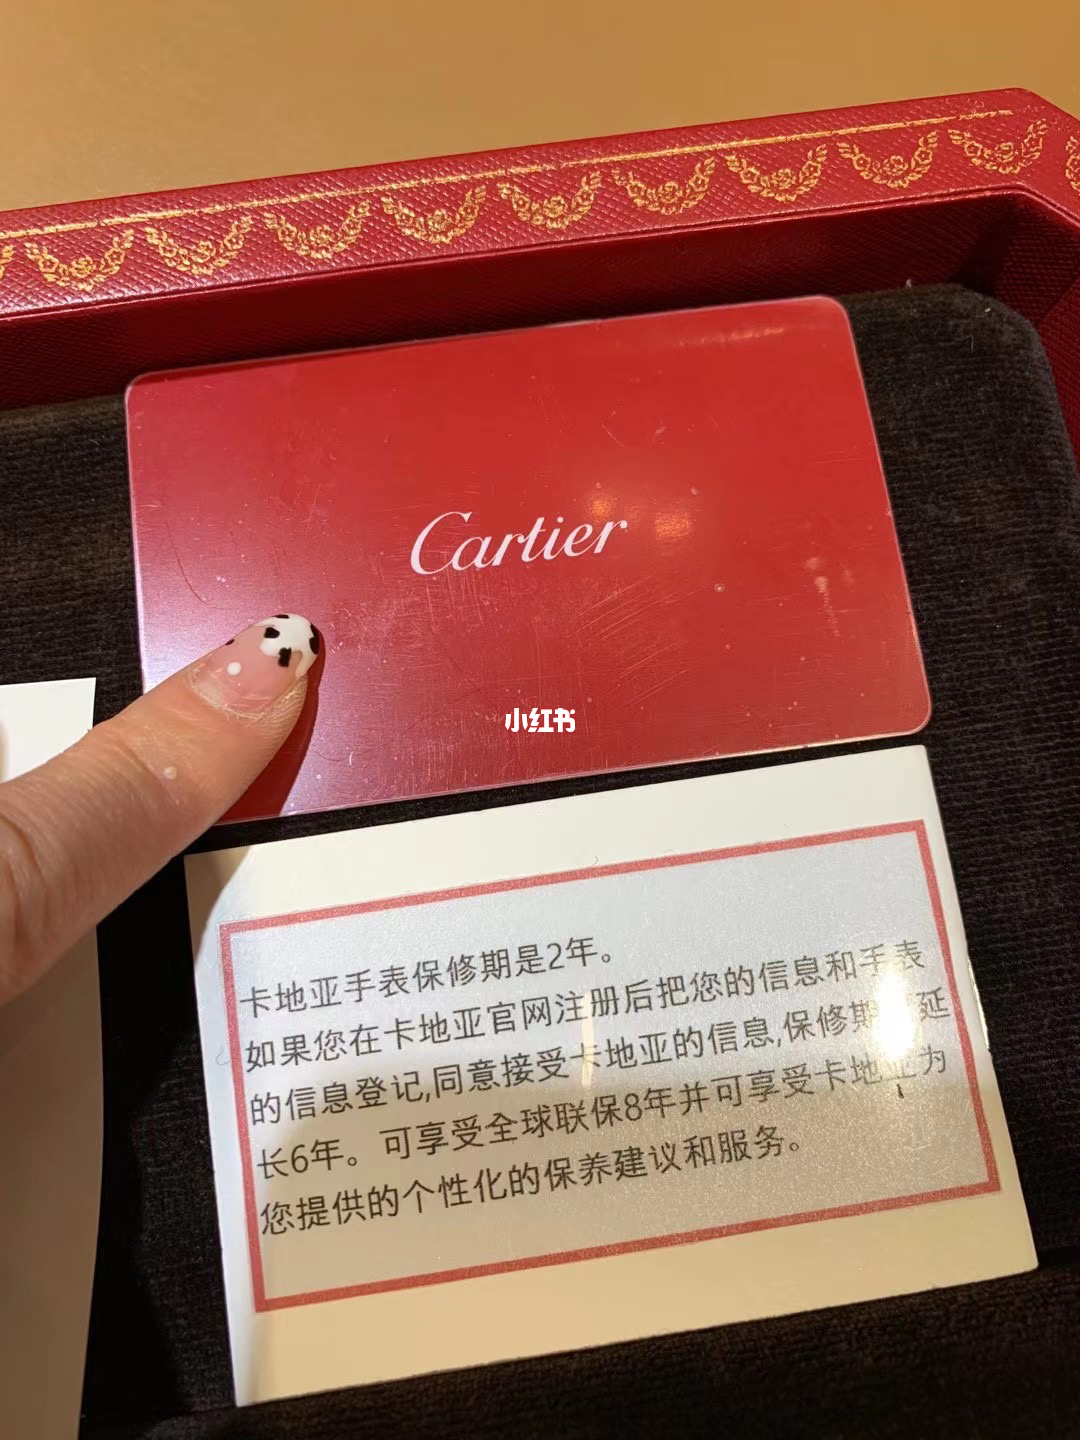 Cartier
小红书
卡地亚手表保修期是2年。
如果您在卡地亚官网注册后把您的信息和手表
的信息登记,同意接受卡地亚的信息,保修期 延
长6年。可享受全球联保8年并可享受卡地亚为
您提供的个性化的保养建议和服务。